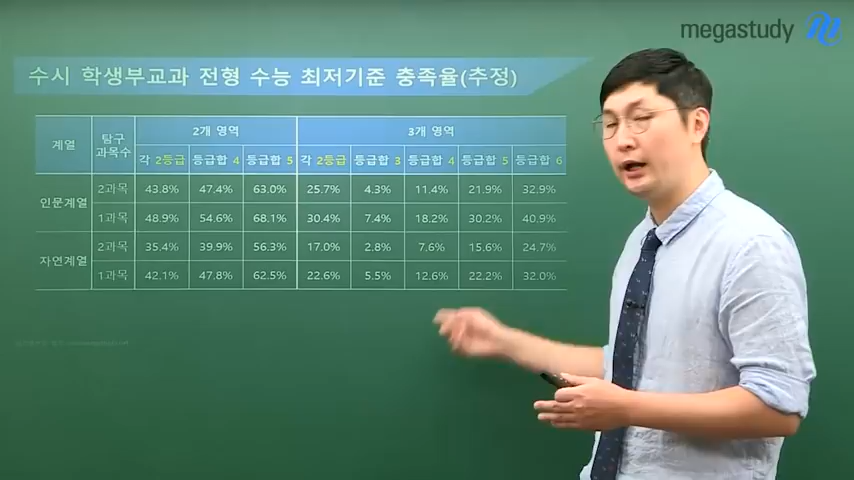 megastudy
수시 학생부교과 전형 수능 최저기준 충족율(추정)
계열 탐구 과목수 2개 영역 3개 영역
각 2등급 등급합 4 등급합 5 각 2등급 등급합 3 등급합 4 등급합 5 등급합 6
인문계열 2과목 43.8% 47.4% 63.0% 25.7% 4.3% 11.4% 21.9% 32.9%
1과목 48.9% 54.6% 68.1% 30.4% 7.4% 18.2% 30.2% 40.9%
자연계열 2과목 35.4% 39.9% 56.3% 17.0% 2.8% 7.6% 15.6% 24.7%
1과목 42.1% 47.8% 62.5% 22.6% 5.5% 12.6% 22.2% 32.0%